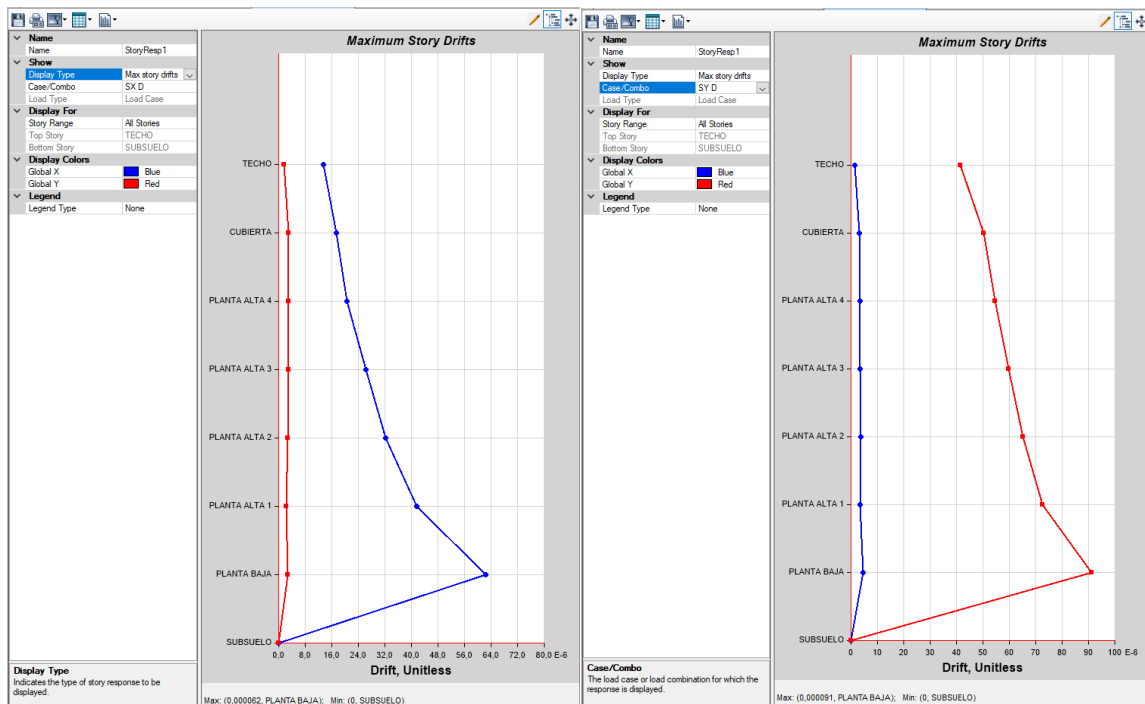 Maximum Story Drifts
Name
Name StoryResp1
Show
Display Type Max story drifts
Case/Combo SX D
Load Type Load Case
Display For
Story Range All Stories
Top Story TECHO
Bottom Story SUBSUELO
Display Colors
Global X Blue
Global Y Red
Legend
Legend Type None
TECHO
CUBIERTA
PLANTA ALTA 4
PLANTA ALTA 3
PLANTA ALTA 2
PLANTA ALTA 1
PLANTA BAJA
SUBSUELO
0,0 8,0 16,0 24,0 32,0 40,0 48,0 56,0 64,0 72,0 80,0 E-6
Drift, Unitless
Display Type
Indicates the type of story response to be
displayed.
Max: (0,000062, PLANTA BAJA); Min: (0, SUBSUELO)
Maximum Story Drifts
Name
Name StoryResp1
Show
Display Type Max story drifts
Case/Combo SY D
Load Type Load Case
Display For
Story Range All Stories
Top Story TECHO
Bottom Story SUBSUELO
Display Colors
Global X Blue
Global Y Red
Legend
Legend Type None
TECHO
CUBIERTA
PLANTA ALTA 4
PLANTA ALTA 3
PLANTA ALTA 2
PLANTA ALTA 1
PLANTA BAJA
SUBSUELO
0 10 20 30 40 50 60 70 80 90 100 E-6
Drift, Unitless
Case/Combo
The load case or load combination for which the
response is displayed.
Max: (0,000091, PLANTA BAJA); Min: (0, SUBSUELO)